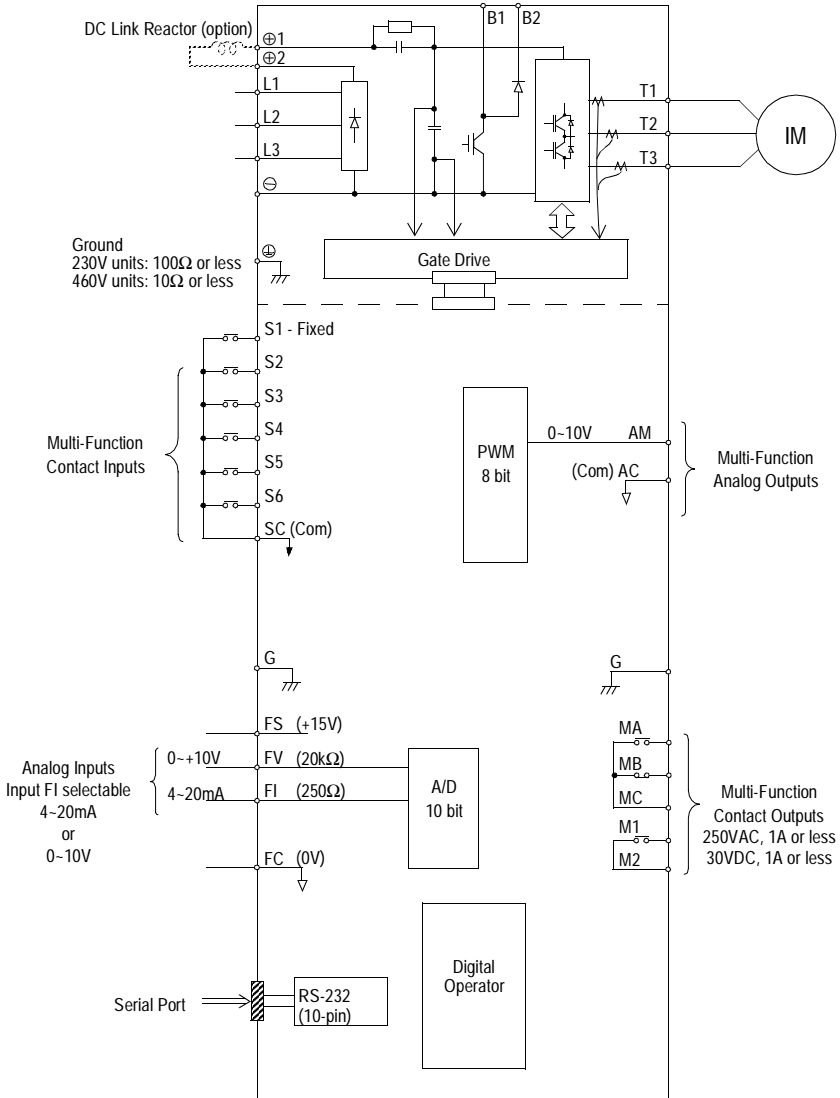 B1 B2
DC Link Reactor (option)
⊕1
⊕2
L1
L2
L3
⊖
T1
T2
T3
IM
Ground
230V units: 100Ω or less
460V units: 10Ω or less
Gate Drive
S1 - Fixed
S2
S3
S4
S5
S6
SC (Com)
Multi-Function
Contact Inputs
PWM
8 bit
0~10V AM
(Com) AC
Multi-Function
Analog Outputs
G
G
FS (+15V)
0~+10V FV (20kΩ)
4~20mA FI (250Ω)
FC (0V)
Analog Inputs
Input FI selectable
4~20mA
or
0~10V
A/D
10 bit
MA
MB
MC
M1
M2
Multi-Function
Contact Outputs
250VAC, 1A or less
30VDC, 1A or less
Digital
Operator
Serial Port
RS-232
(10-pin)